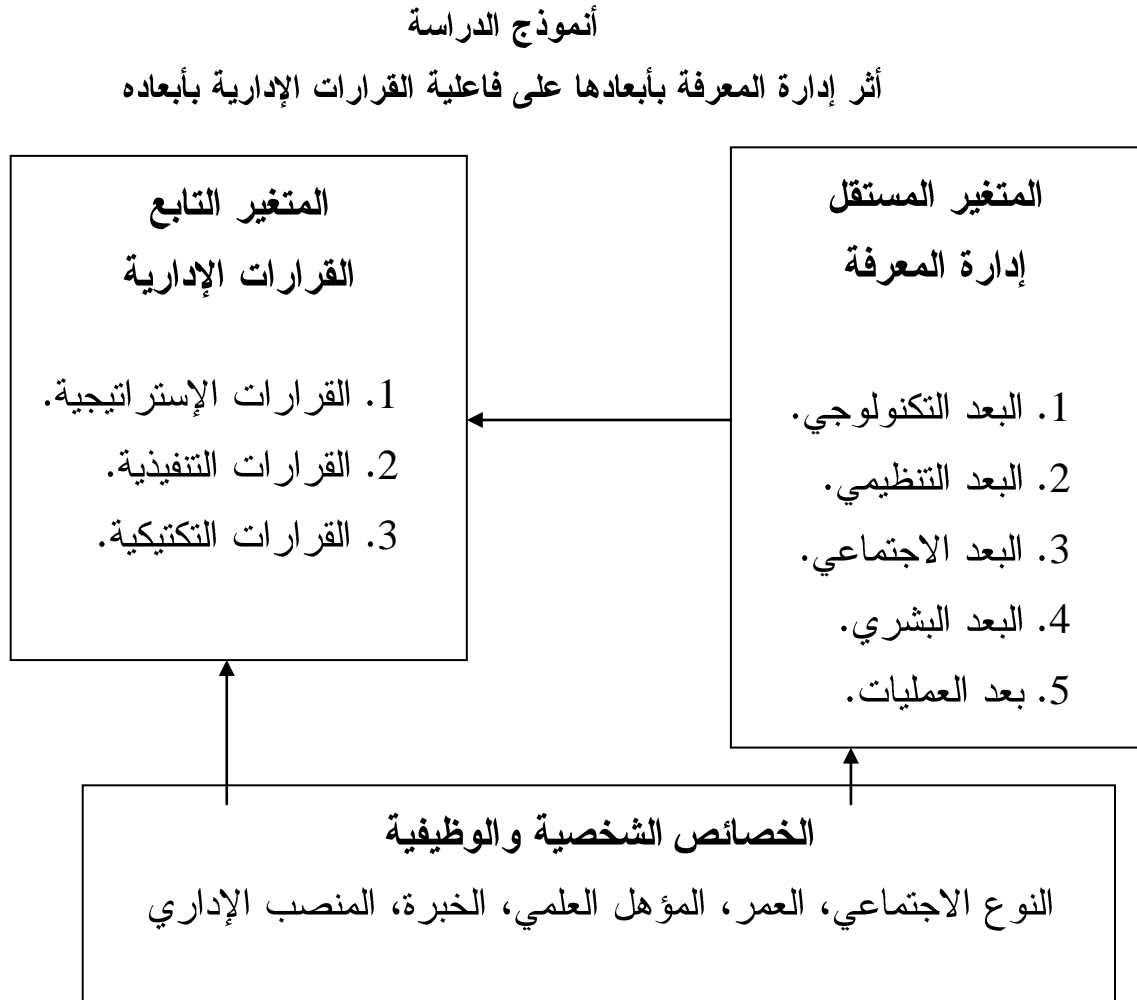 أنموذج الدراسة
أثر إدارة المعرفة بأبعادها على فاعلية القرارات الإدارية بأبعاده
المتغير المستقل
إدارة المعرفة
1. البعد التكنولوجي.
2. البعد التنظيمي.
3. البعد الاجتماعي.
4. البعد البشري.
5. بعد العمليات.
المتغير التابع
القرارات الإدارية
1. القرارات الإستراتيجية.
2. القرارات التنفيذية.
3. القرارات التكتيكية.
الخصائص الشخصية والوظيفية
النوع الاجتماعي، العمر، المؤهل العلمي، الخبرة، المنصب الإداري